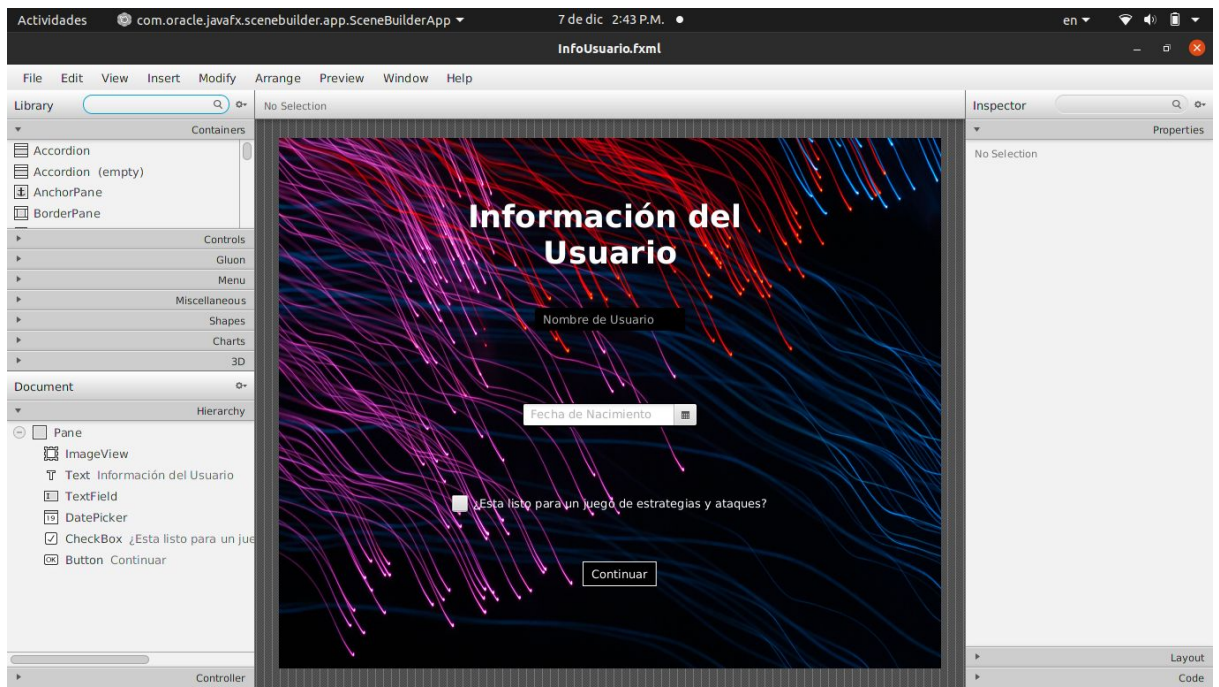 Actividades com.oracle.javafx.scenebuilder.app.SceneBuilderApp 7 de dic 2:43 P.M. en
InfoUsuario.fxml
File Edit View Insert Modify Arrange Preview Window Help
Library
No Selection
Inspector
Containers
Properties
Accordion
No Selection
Accordion (empty)
AnchorPane
BorderPane
Controls
Gluon
Menu
Miscellaneous
Shapes
Charts
3D
Document
Hierarchy
Pane
ImageView
Text Información del Usuario
TextField
19 DatePicker
CheckBox ¿Esta listo para un jue
OK Button Continuar
Controller
Información del
Usuario
Nombre de Usuario
Fecha de Nacimiento
¿Esta listo para un juego de estrategias y ataques?
Continuar
Layout
Code